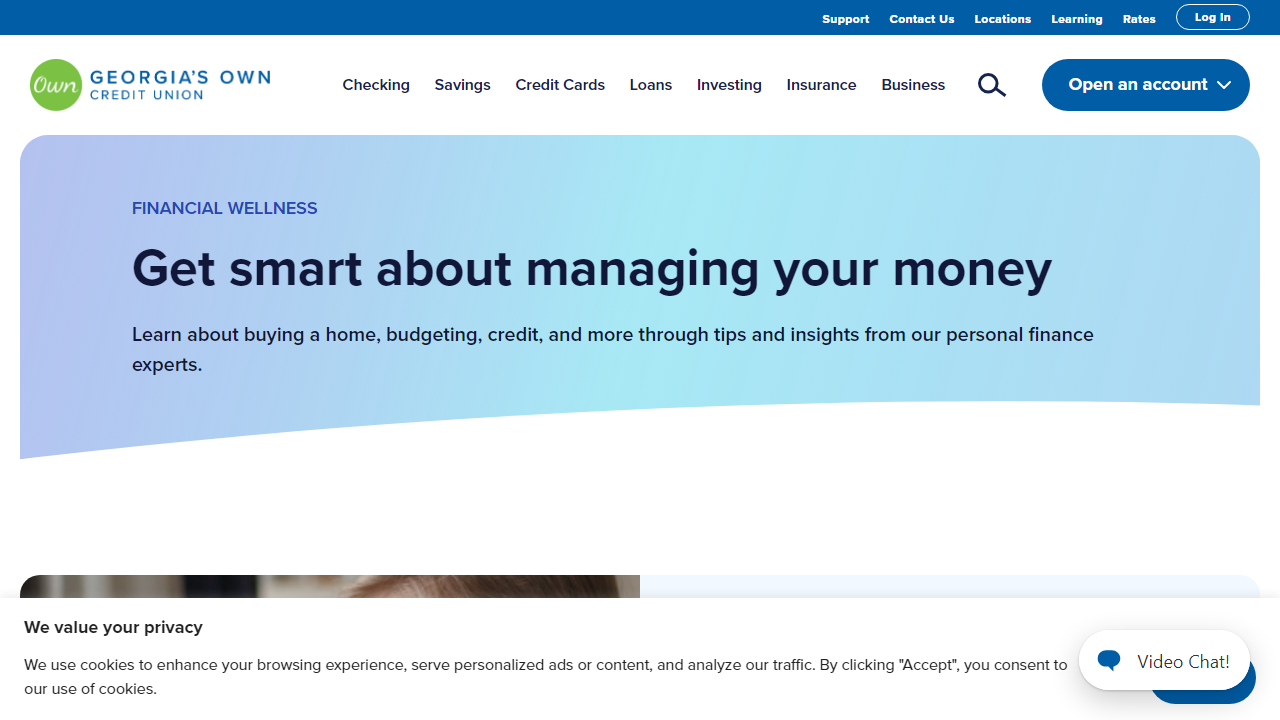 Support Contact Us Locations Learning Rates Log In
Own GEORGIA'S OWN
CREDIT UNION
Checking Savings Credit Cards Loans Investing Insurance Business Open an account
FINANCIAL WELLNESS
Get smart about managing your money
Learn about buying a home, budgeting, credit, and more through tips and insights from our personal finance
experts.
We value your privacy
We use cookies to enhance your browsing experience, serve personalized ads or content, and analyze our traffic. By clicking "Accept", you consent to
our use of cookies.
Video Chat!